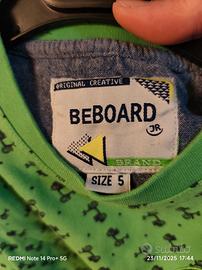 ORIGINAL CREATIVE
BEBOARD
JR
BRAND
SIZE 5
REDMI Note 14 Pro+ 5G
23/11/2025 17:44